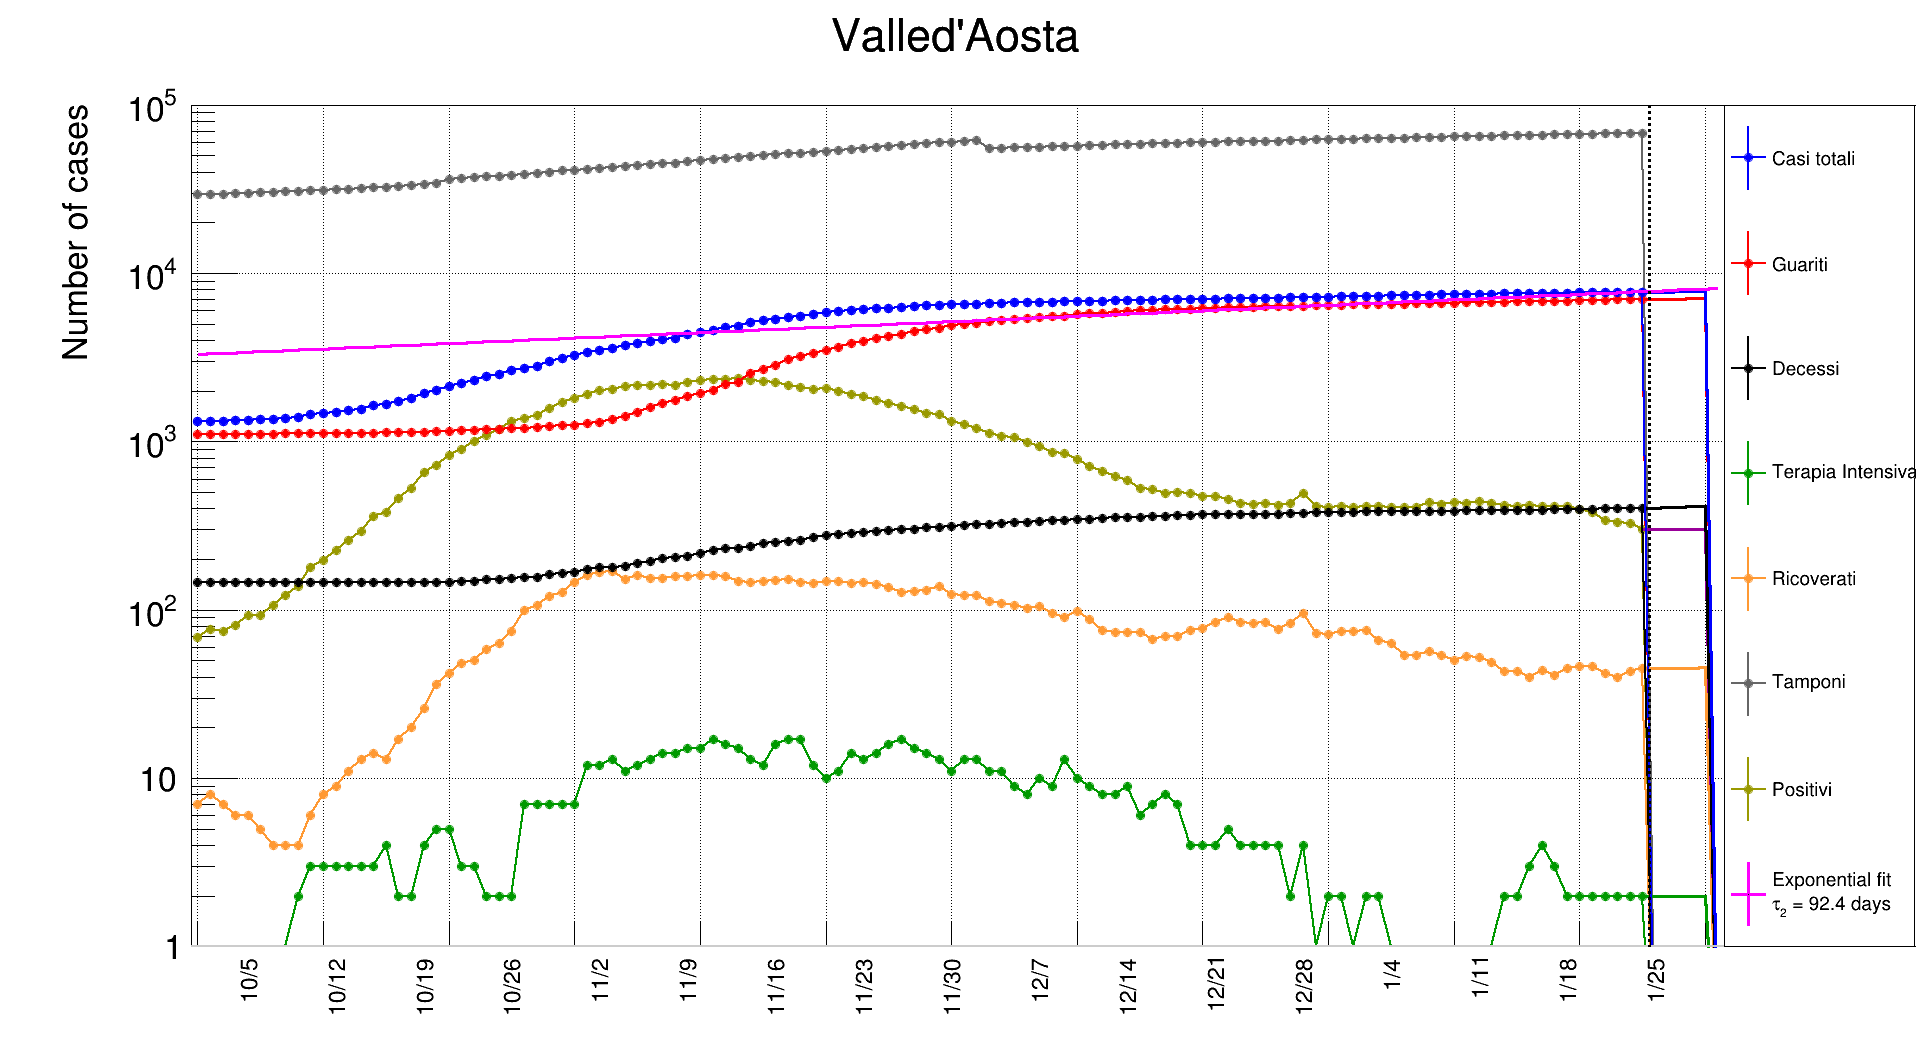 Valled'Aosta
Number of cases
10^5
10^4
10^3
10^2
10
1
10/5
10/12
10/19
10/26
11/2
11/9
11/16
11/23
11/30
12/7
12/14
12/21
12/28
1/4
1/11
1/18
1/25
Casi totali
Guariti
Decessi
Terapia Intensiva
Ricoverati
Tamponi
Positivi
Exponential fit
τ_2 = 92.4 days